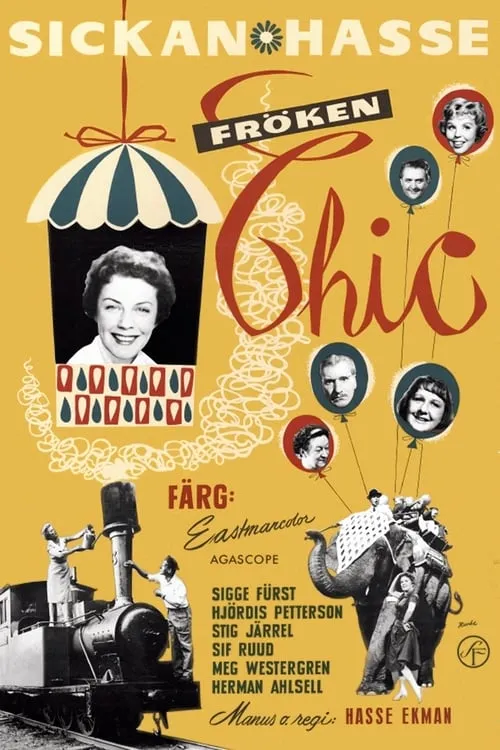 SICKAN HASSE
FRÖKEN
Chic
FÄRG:
Eastmancolor
AGASCOPE
SIGGE FÜRST
HJÖRDIS PETTERSON
STIG JÄRREL
SIF RUUD
MEG WESTERGREN
HERMAN AHLSELL
Manus o regi: HASSE EKMAN
SF